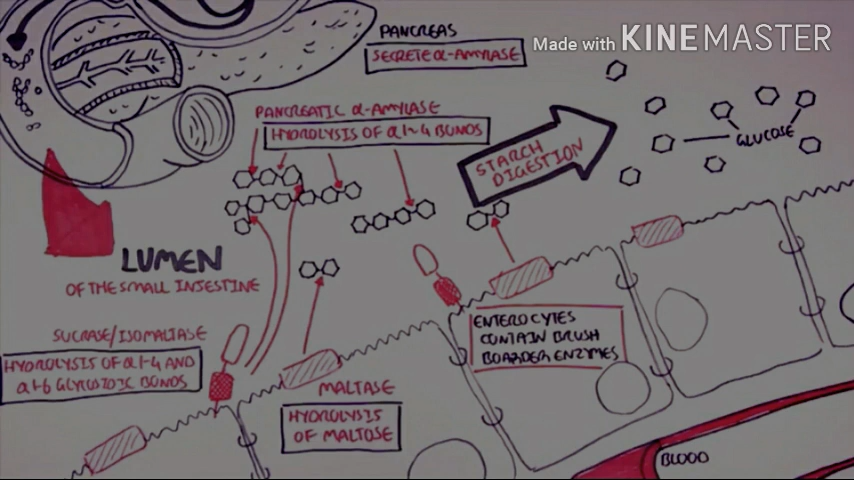 PANCREAS
SECRETE α-AMYLASE
Made with KINEMASTER
PANCREATIC α-AMYLASE
HYDROLYSIS OF α1-4 BONDS
STARCH
DIGESTION
GLUCOSE
LUMEN
OF THE SMALL INTESTINE
SUCRASE/ISOMALTASE
HYDROLYSIS OF α1-4 AND
α1-6 GLYCOSIDIC BONDS
MALTASE
HYDROLYSIS
OF MALTOSE
ENTEROCYTES
CONTAIN BRUSH
BOARDER ENZYMES
BLOOD